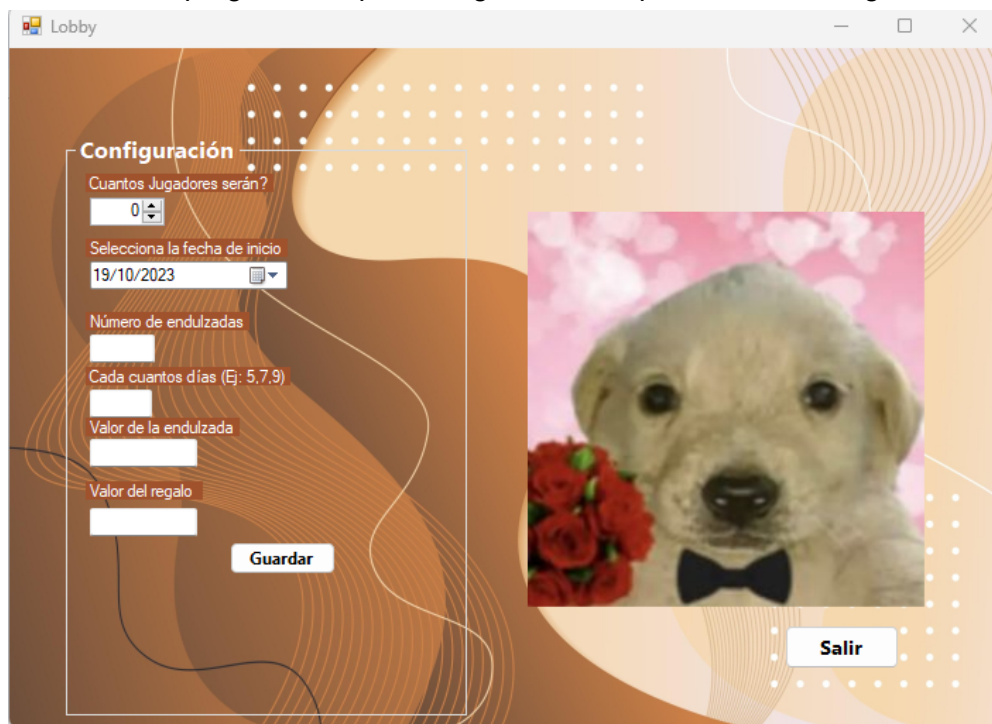 Lobby
Configuración
Cuantos Jugadores serán?
0
Selecciona la fecha de inicio
19/10/2023
Número de endulzadas
Cada cuantos días (Ej: 5,7,9)
Valor de la endulzada
Valor del regalo
Guardar
Salir